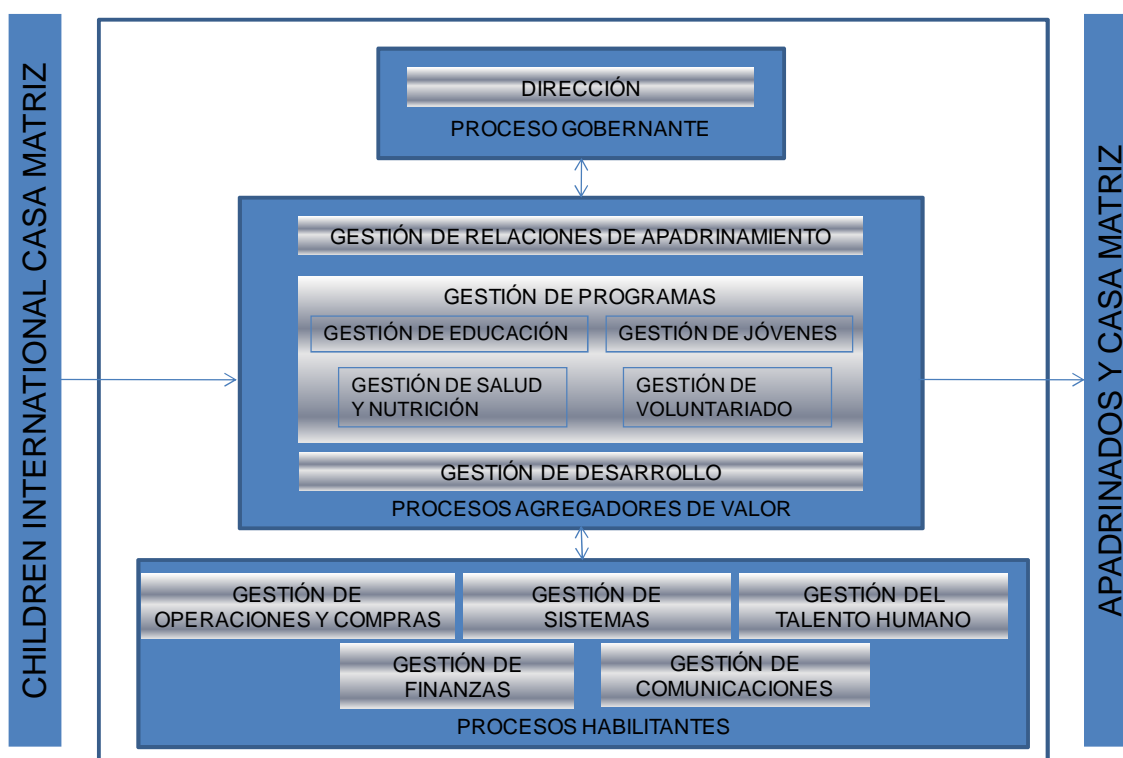 CHILDREN INTERNATIONAL CASA MATRIZ
DIRECCIÓN
PROCESO GOBERNANTE
GESTIÓN DE RELACIONES DE APADRINAMIENTO
GESTIÓN DE PROGRAMAS
GESTIÓN DE EDUCACIÓN
GESTIÓN DE JÓVENES
GESTIÓN DE SALUD
Y NUTRICIÓN
GESTIÓN DE
VOLUNTARIADO
GESTIÓN DE DESARROLLO
PROCESOS AGREGADORES DE VALOR
GESTIÓN DE
OPERACIONES Y COMPRAS
GESTIÓN DE
SISTEMAS
GESTIÓN DEL
TALENTO HUMANO
GESTIÓN DE
FINANZAS
GESTIÓN DE
COMUNICACIONES
PROCESOS HABILITANTES
APADRINADOS Y CASA MATRIZ